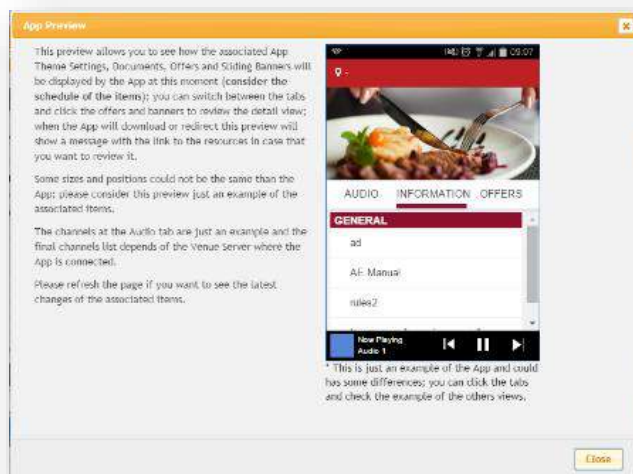 App Preview
This preview allows you to see how the associated App
Theme Settings, Documents, Offers and Sliding Banners will
be displayed by the App at this moment (consider the
schedule of the items); you can switch between the tabs
and click the offers and banners to review the detail view;
when the App will download or redirect this preview will
show a message with the link to the resources in case that
you want to review it.
Some sizes and positions could not be the same than the
App; please consider this preview just an example of the
associated items.
The channels at the Audio tab are just an example and the
final channels list depends of the Venue Server where the
App is connected.
Please refresh the page if you want to see the latest
changes of the associated items.
09:07
AUDIO INFORMATION OFFERS
GENERAL
ad
AE Manual
rules2
Now Playing
Audio 1
* This is just an example of the App and could
has some differences; you can click the tabs
and check the example of the others views.
Close